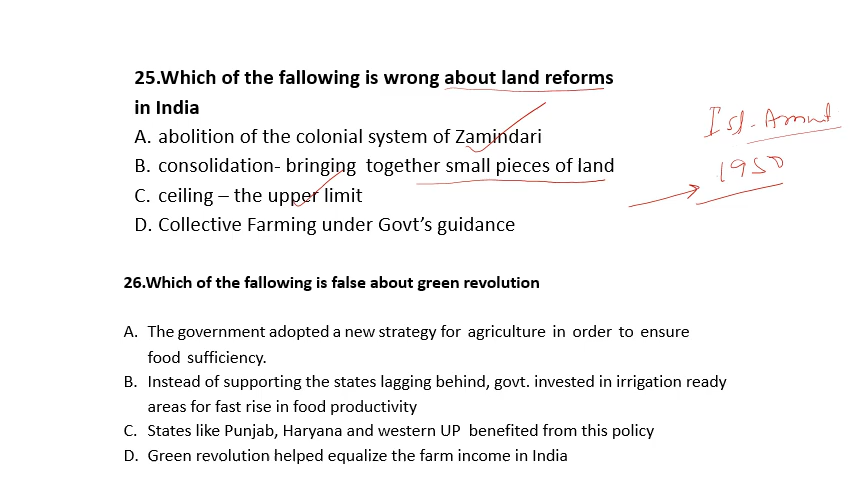 25.Which of the fallowing is wrong about land reforms
in India
A. abolition of the colonial system of Zamindari
B. consolidation- bringing together small pieces of land
C. ceiling – the upper limit
D. Collective Farming under Govt’s guidance
Ist. Amnt
1950
26.Which of the fallowing is false about green revolution
A. The government adopted a new strategy for agriculture in order to ensure
food sufficiency.
B. Instead of supporting the states lagging behind, govt. invested in irrigation ready
areas for fast rise in food productivity
C. States like Punjab, Haryana and western UP benefited from this policy
D. Green revolution helped equalize the farm income in India